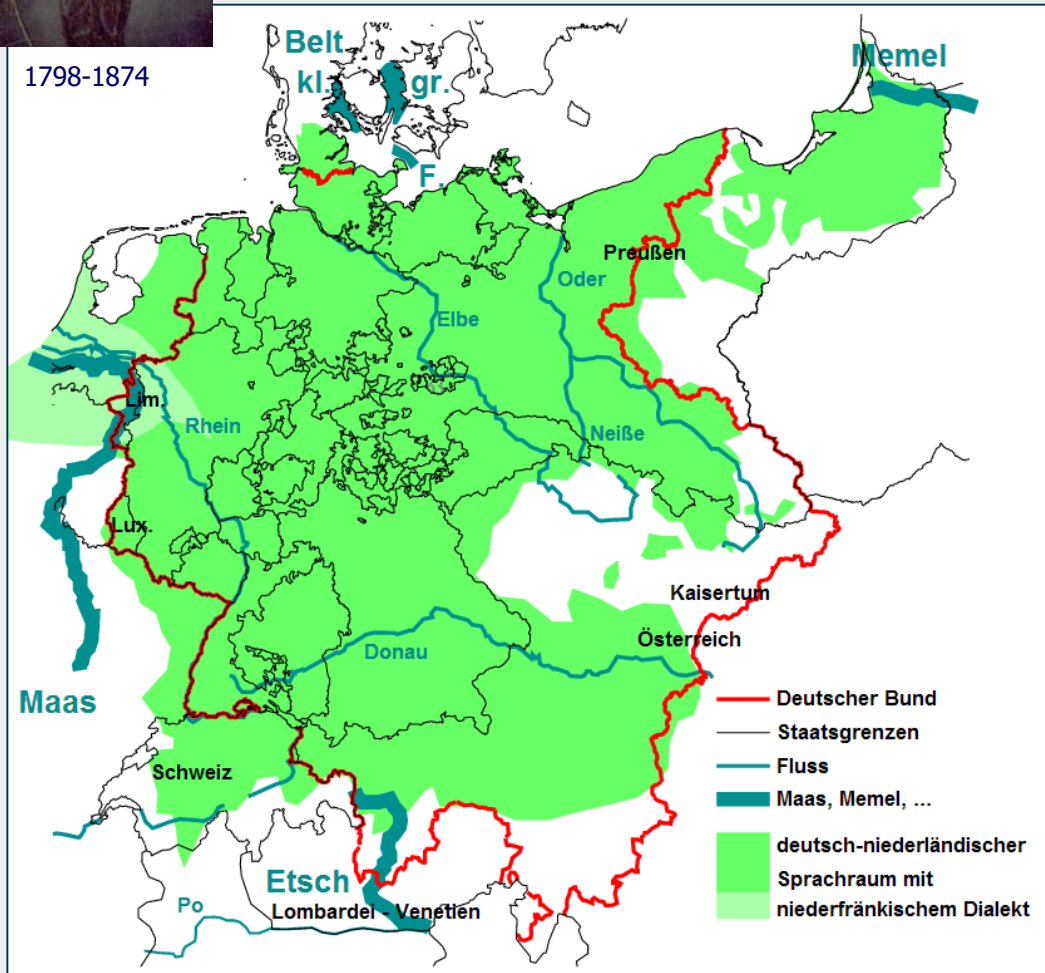 1798-1874
Belt
kl.
gr.
F.
Memel
Preußen
Oder
Elbe
Lim.
Rhein
Neiße
Lux.
Kaisertum
Österreich
Donau
Maas
Schweiz
Etsch
Lombardei - Venetien
Po
Deutscher Bund
Staatsgrenzen
Fluss
Maas, Memel, ...
deutsch-niederländischer
Sprachraum mit
niederfränkischem Dialekt